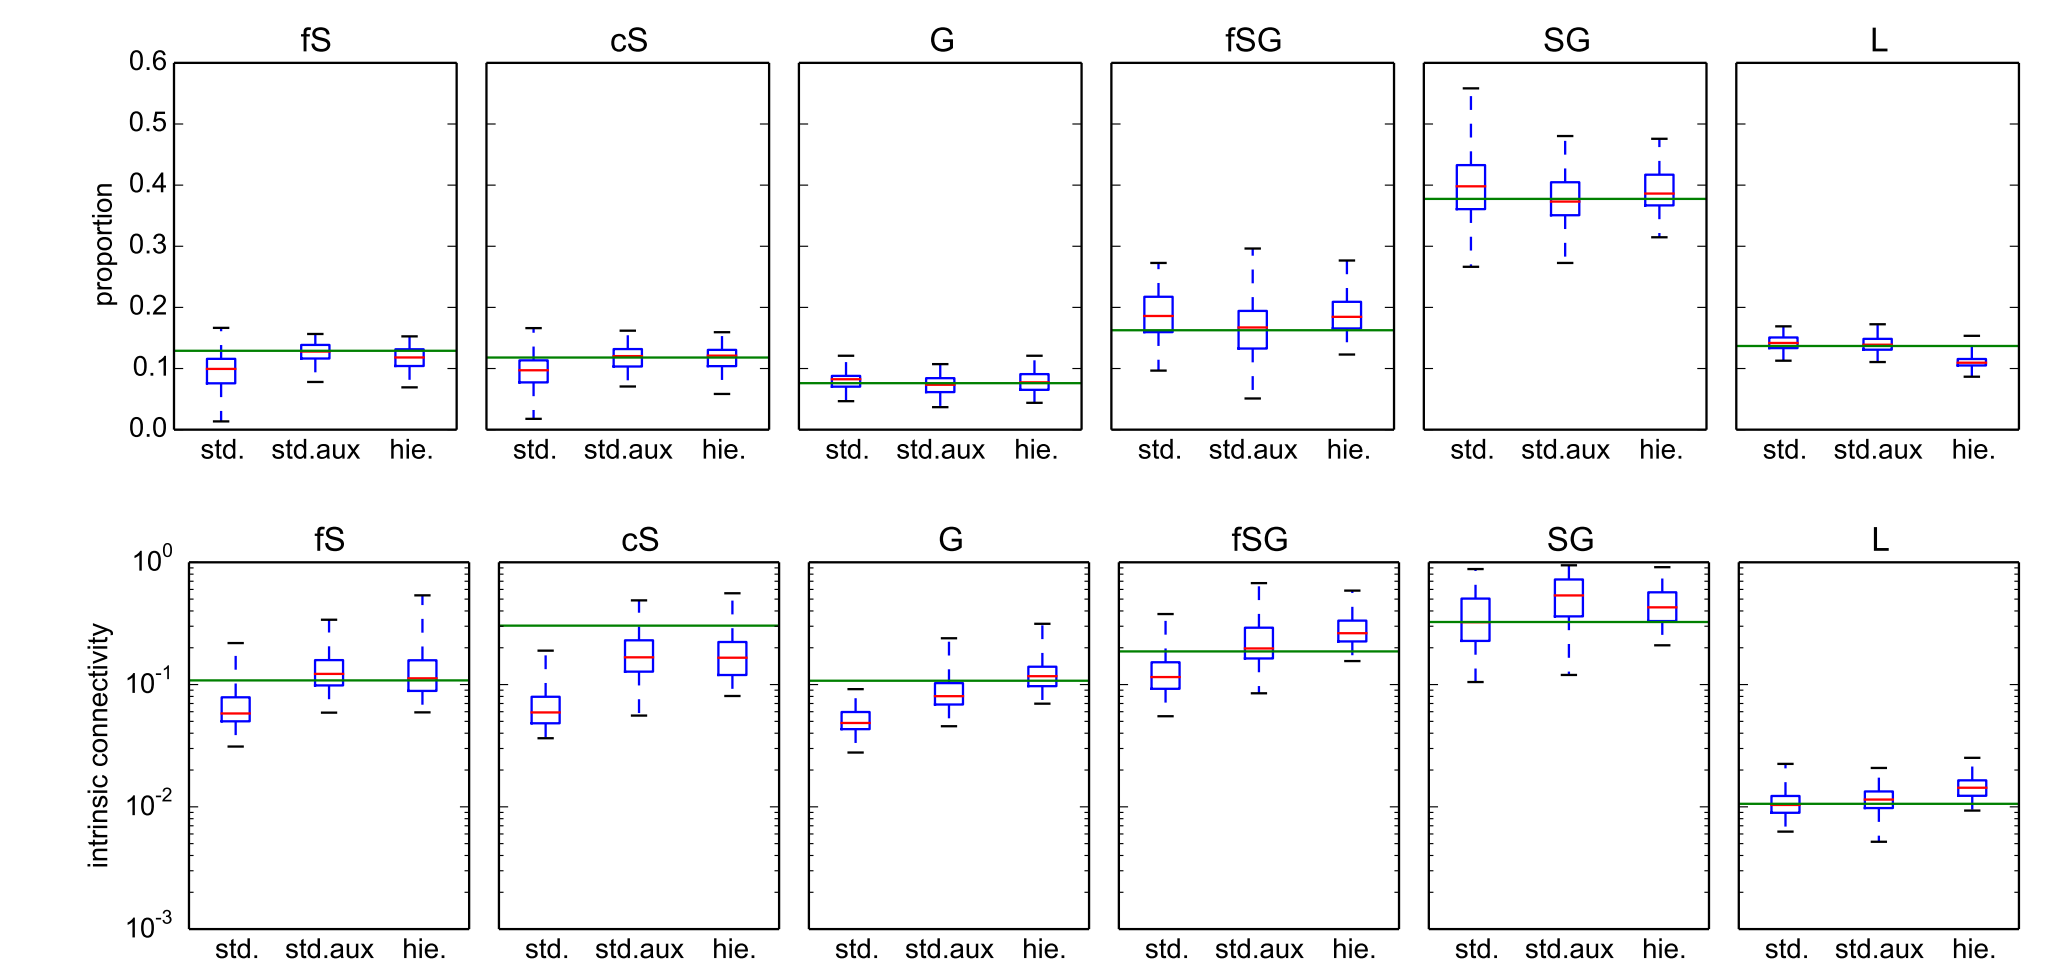 fS cS G fSG SG L
0.6
0.5
0.4
0.3
0.2
0.1
0.0
proportion
std. std.aux hie. std. std.aux hie. std. std.aux hie. std. std.aux hie. std. std.aux hie. std. std.aux hie.
fS cS G fSG SG L
10^0
10^-1
10^-2
10^-3
intrinsic connectivity
std. std.aux hie. std. std.aux hie. std. std.aux hie. std. std.aux hie. std. std.aux hie. std. std.aux hie.